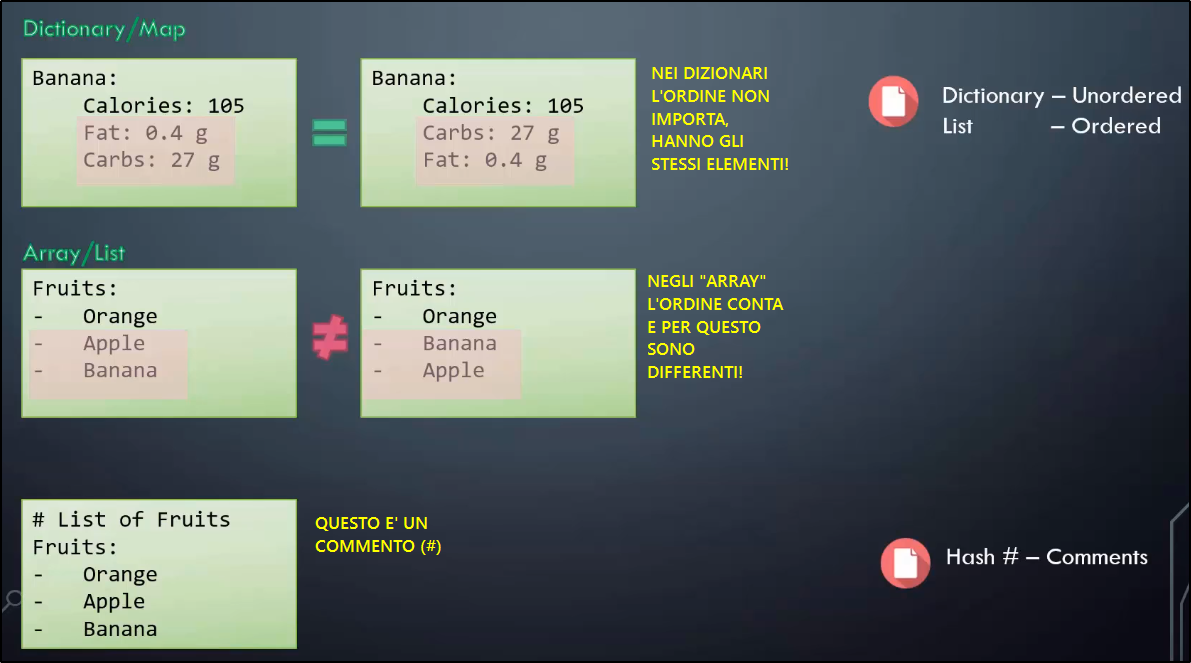 Dictionary/Map
Banana:
Calories: 105
Fat: 0.4 g
Carbs: 27 g
=
Banana:
Calories: 105
Carbs: 27 g
Fat: 0.4 g
NEI DIZIONARI
L'ORDINE NON
IMPORTA,
HANNO GLI
STESSI ELEMENTI!
Dictionary – Unordered
List – Ordered
Array/List
Fruits:
- Orange
- Apple
- Banana
≠
Fruits:
- Orange
- Banana
- Apple
NEGLI "ARRAY"
L'ORDINE CONTA
E PER QUESTO
SONO
DIFFERENTI!
# List of Fruits
Fruits:
- Orange
- Apple
- Banana
QUESTO E' UN
COMMENTO (#)
Hash # – Comments